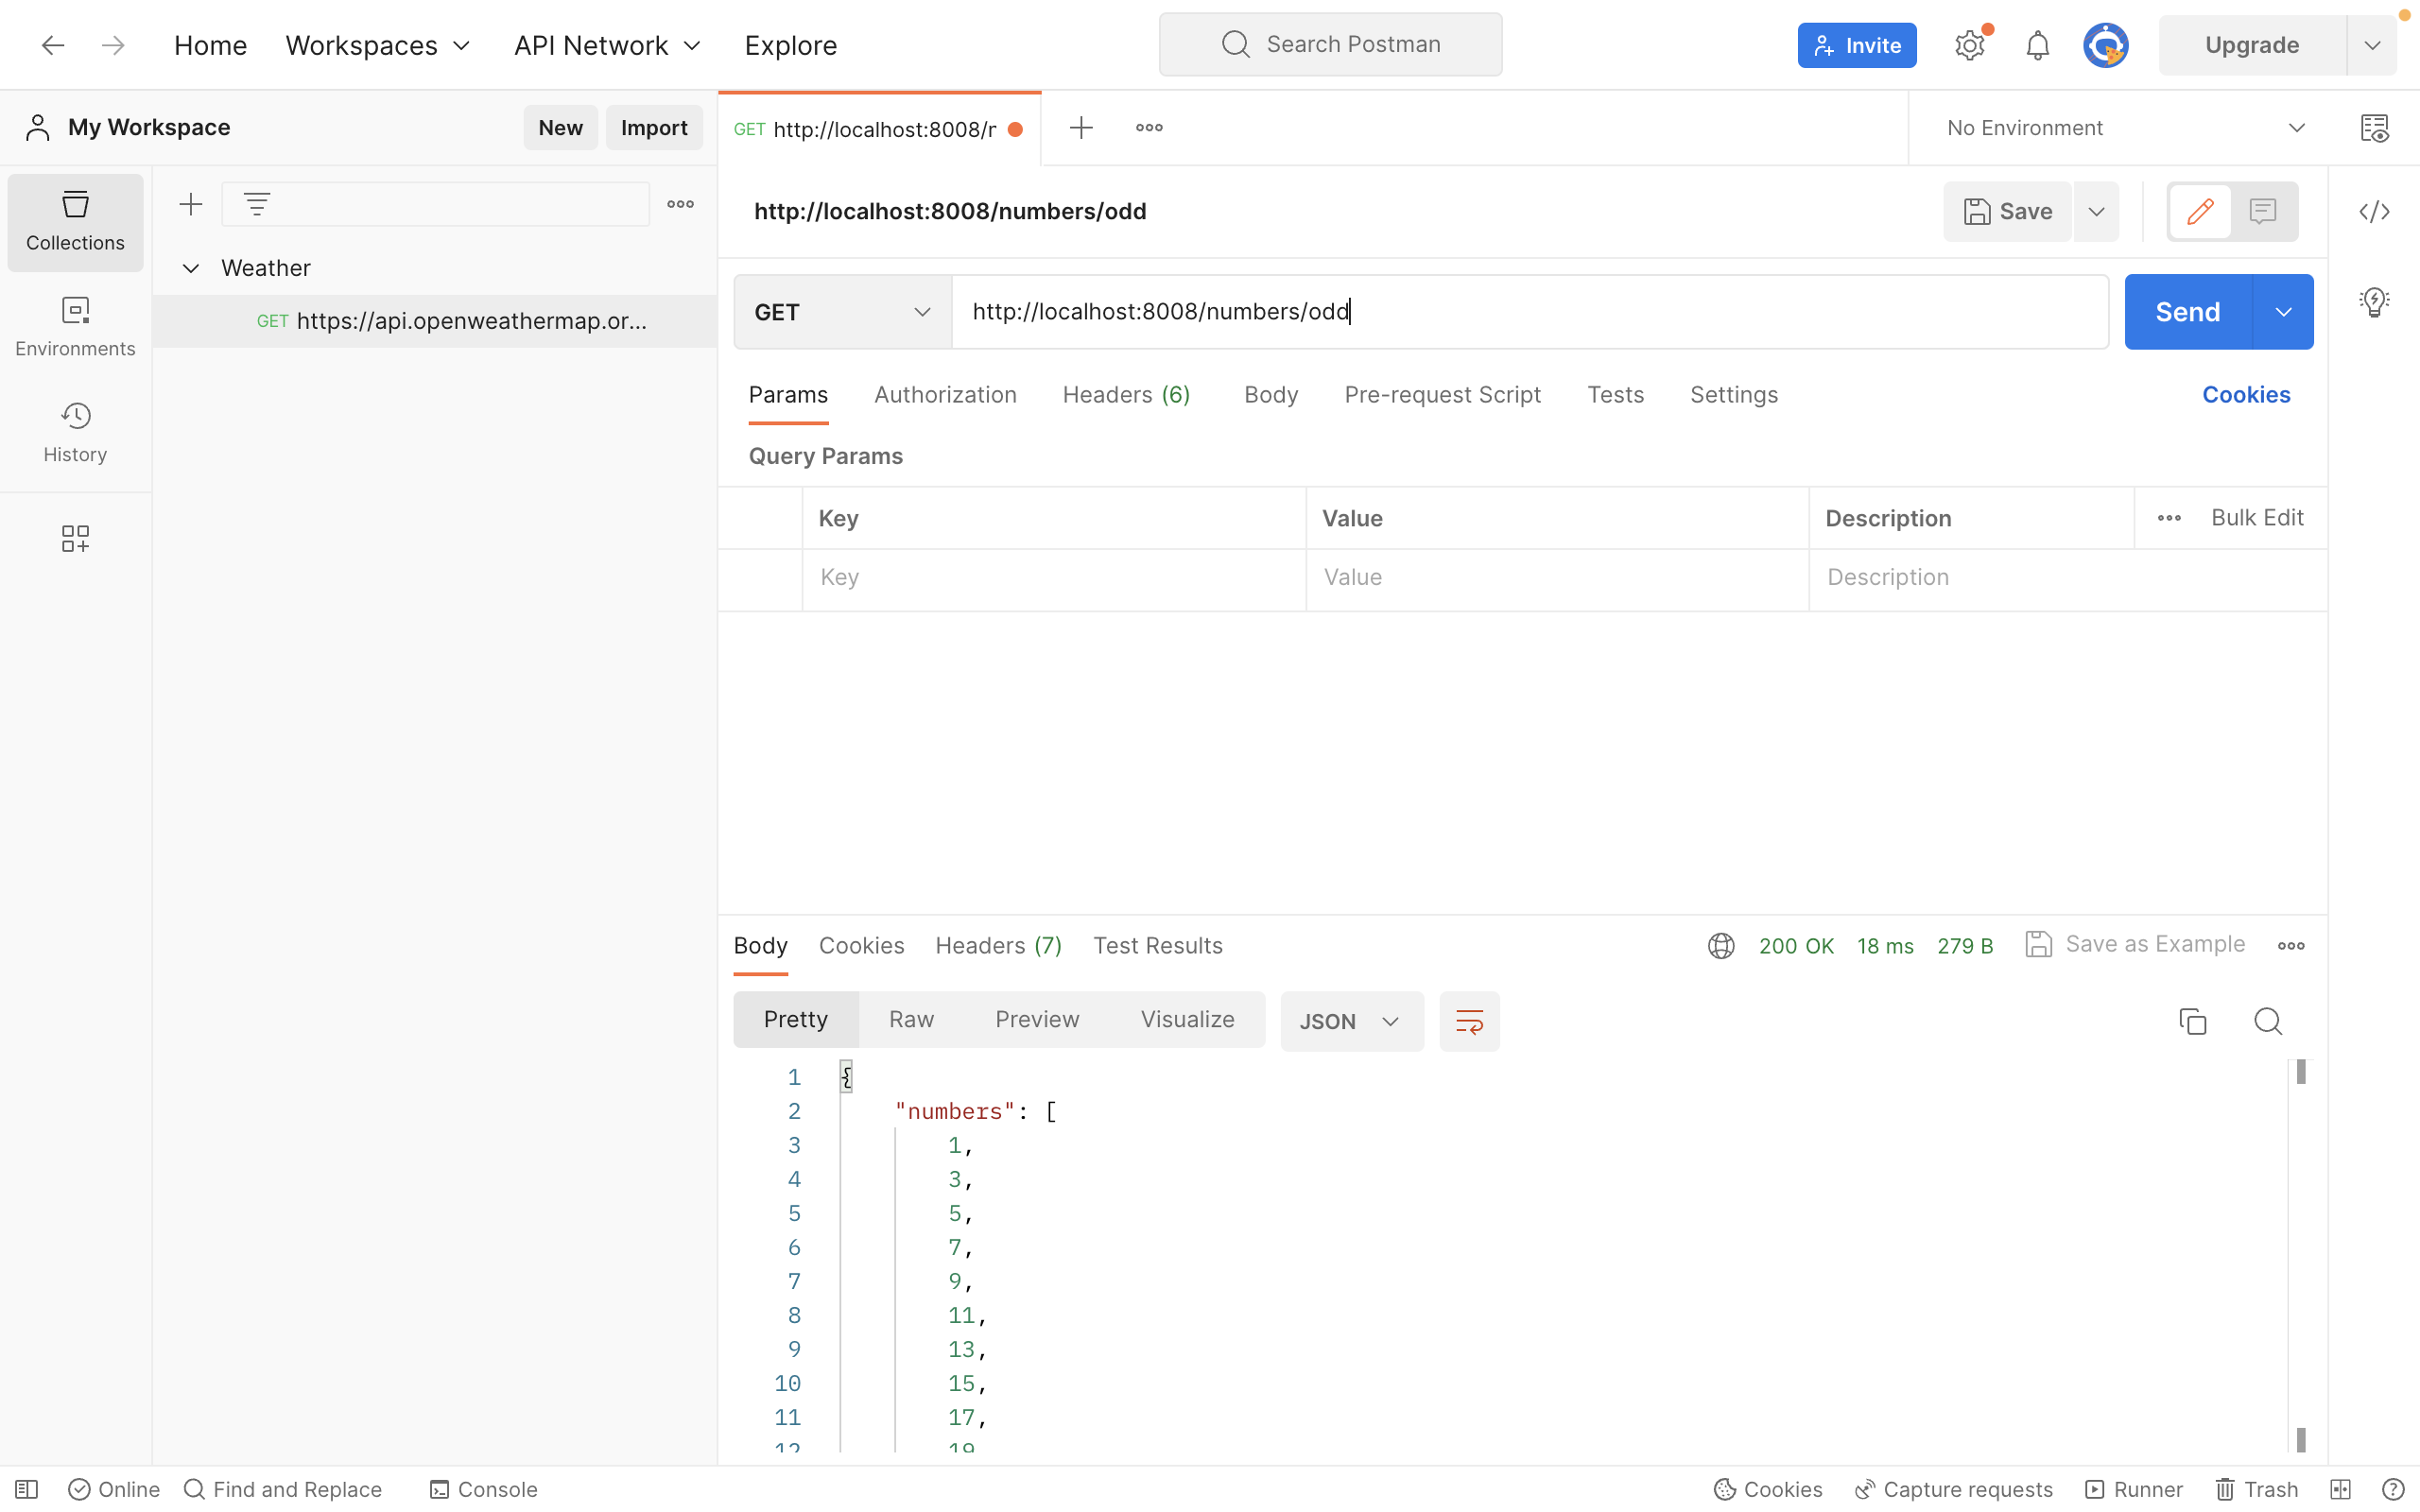 Home Workspaces API Network Explore Search Postman Invite Upgrade
My Workspace New Import GET http://localhost:8008/r No Environment
Collections
Environments
History
Weather
GET https://api.openweathermap.or...
http://localhost:8008/numbers/odd Save
GET http://localhost:8008/numbers/odd Send
Params Authorization Headers (6) Body Pre-request Script Tests Settings Cookies
Query Params
Key Value Description Bulk Edit
Key Value Description
Body Cookies Headers (7) Test Results 200 OK 18 ms 279 B Save as Example
Pretty Raw Preview Visualize JSON
1 {
2 "numbers": [
3 1,
4 3,
5 5,
6 7,
7 9,
8 11,
9 13,
10 15,
11 17,
12 19
Online Find and Replace Console Cookies Capture requests Runner Trash